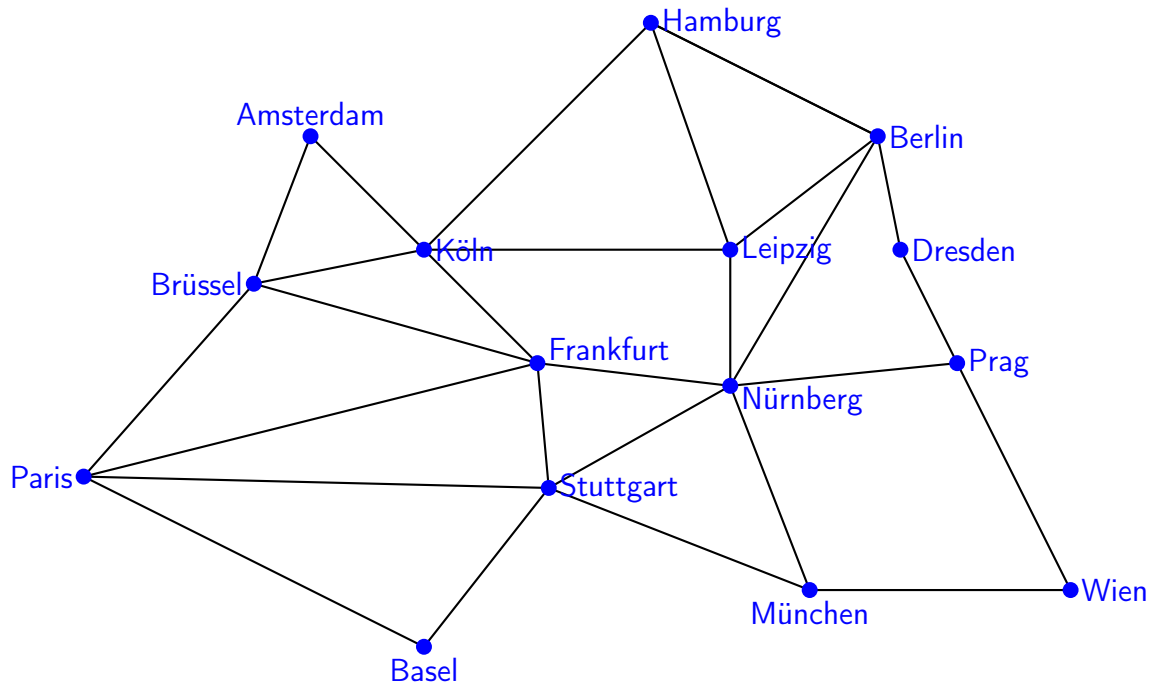 Hamburg
Amsterdam
Berlin
Köln
Leipzig
Dresden
Brüssel
Frankfurt
Prag
Nürnberg
Paris
Stuttgart
Wien
München
Basel